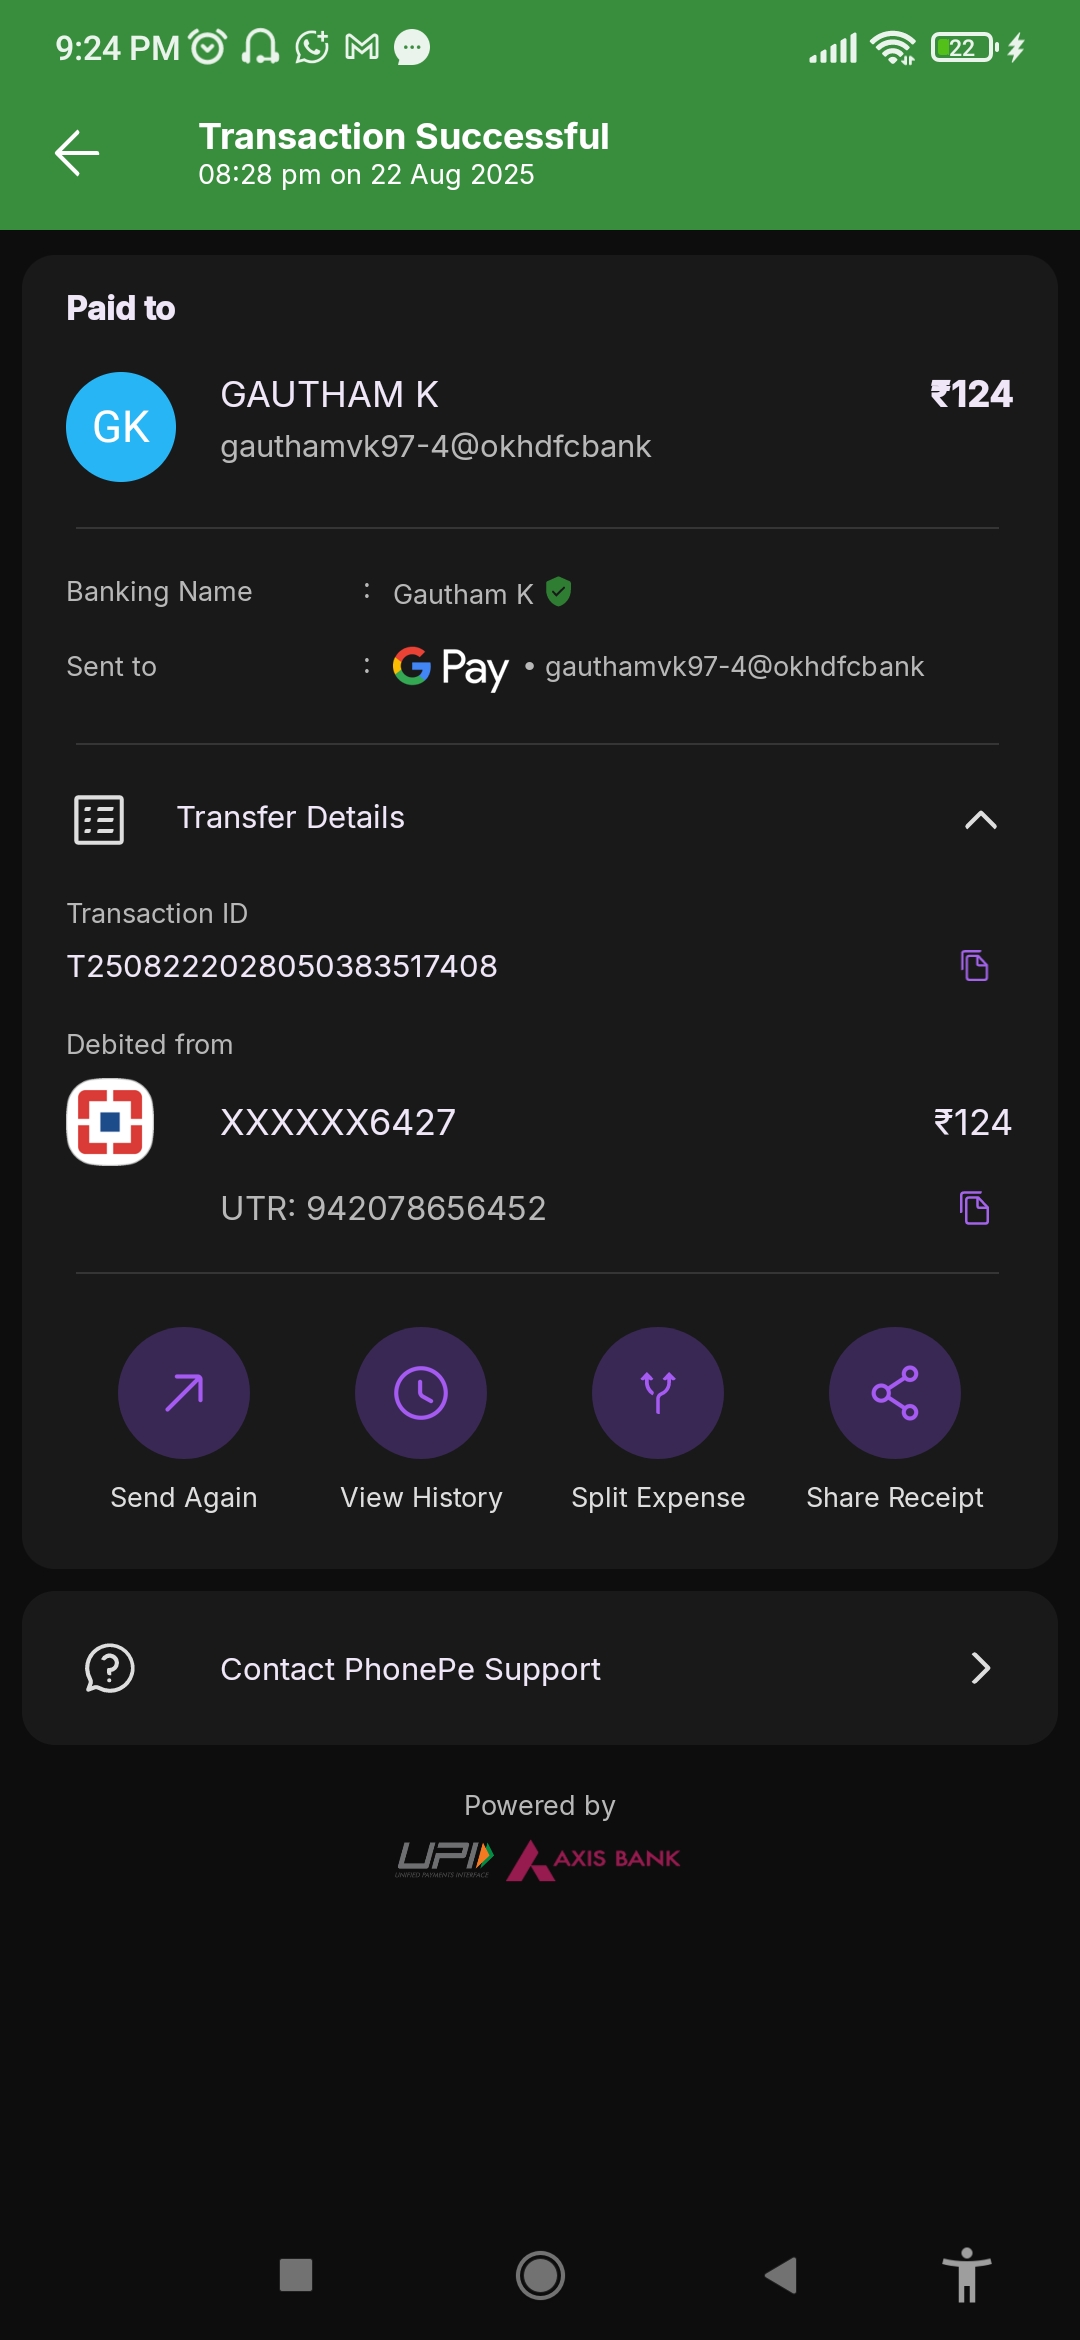 9:24 PM
22
Transaction Successful
08:28 pm on 22 Aug 2025
Paid to
GK
GAUTHAM K
₹124
gauthamvk97-4@okhdfcbank
Banking Name : Gautham K
Sent to : G Pay • gauthamvk97-4@okhdfcbank
Transfer Details
Transaction ID
T2508222028050383517408
Debited from
XXXXXX6427
₹124
UTR: 942078656452
Send Again
View History
Split Expense
Share Receipt
Contact PhonePe Support
Powered by
UPI AXIS BANK
UNIFIED PAYMENTS INTERFACE